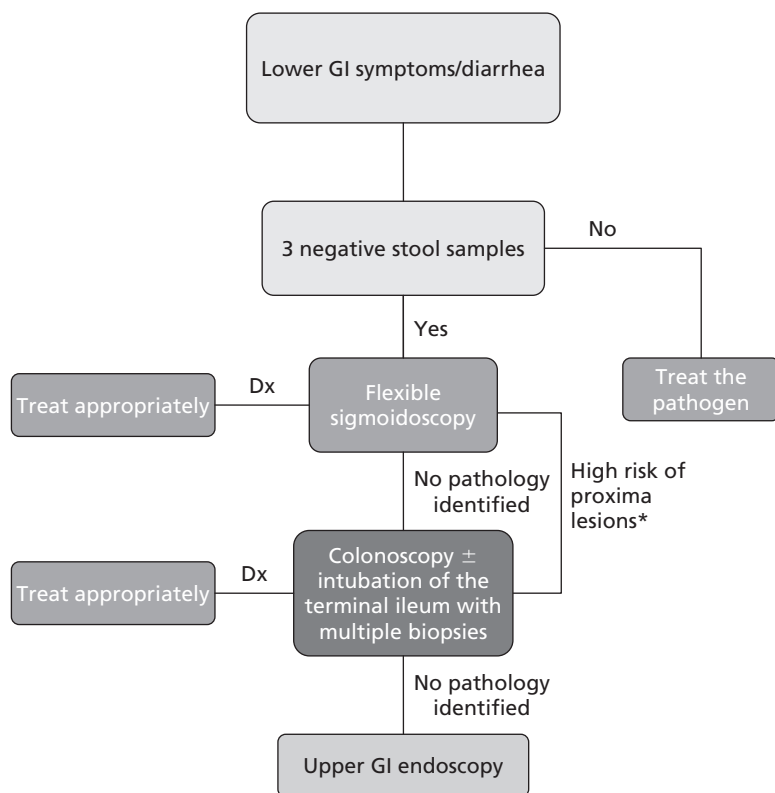 Lower GI symptoms/diarrhea
3 negative stool samples
No
Yes
Treat appropriately
Dx
Flexible
sigmoidoscopy
Treat the
pathogen
No pathology
identified
High risk of
proxima
lesions*
Treat appropriately
Dx
Colonoscopy ±
intubation of the
terminal ileum with
multiple biopsies
No pathology
identified
Upper GI endoscopy